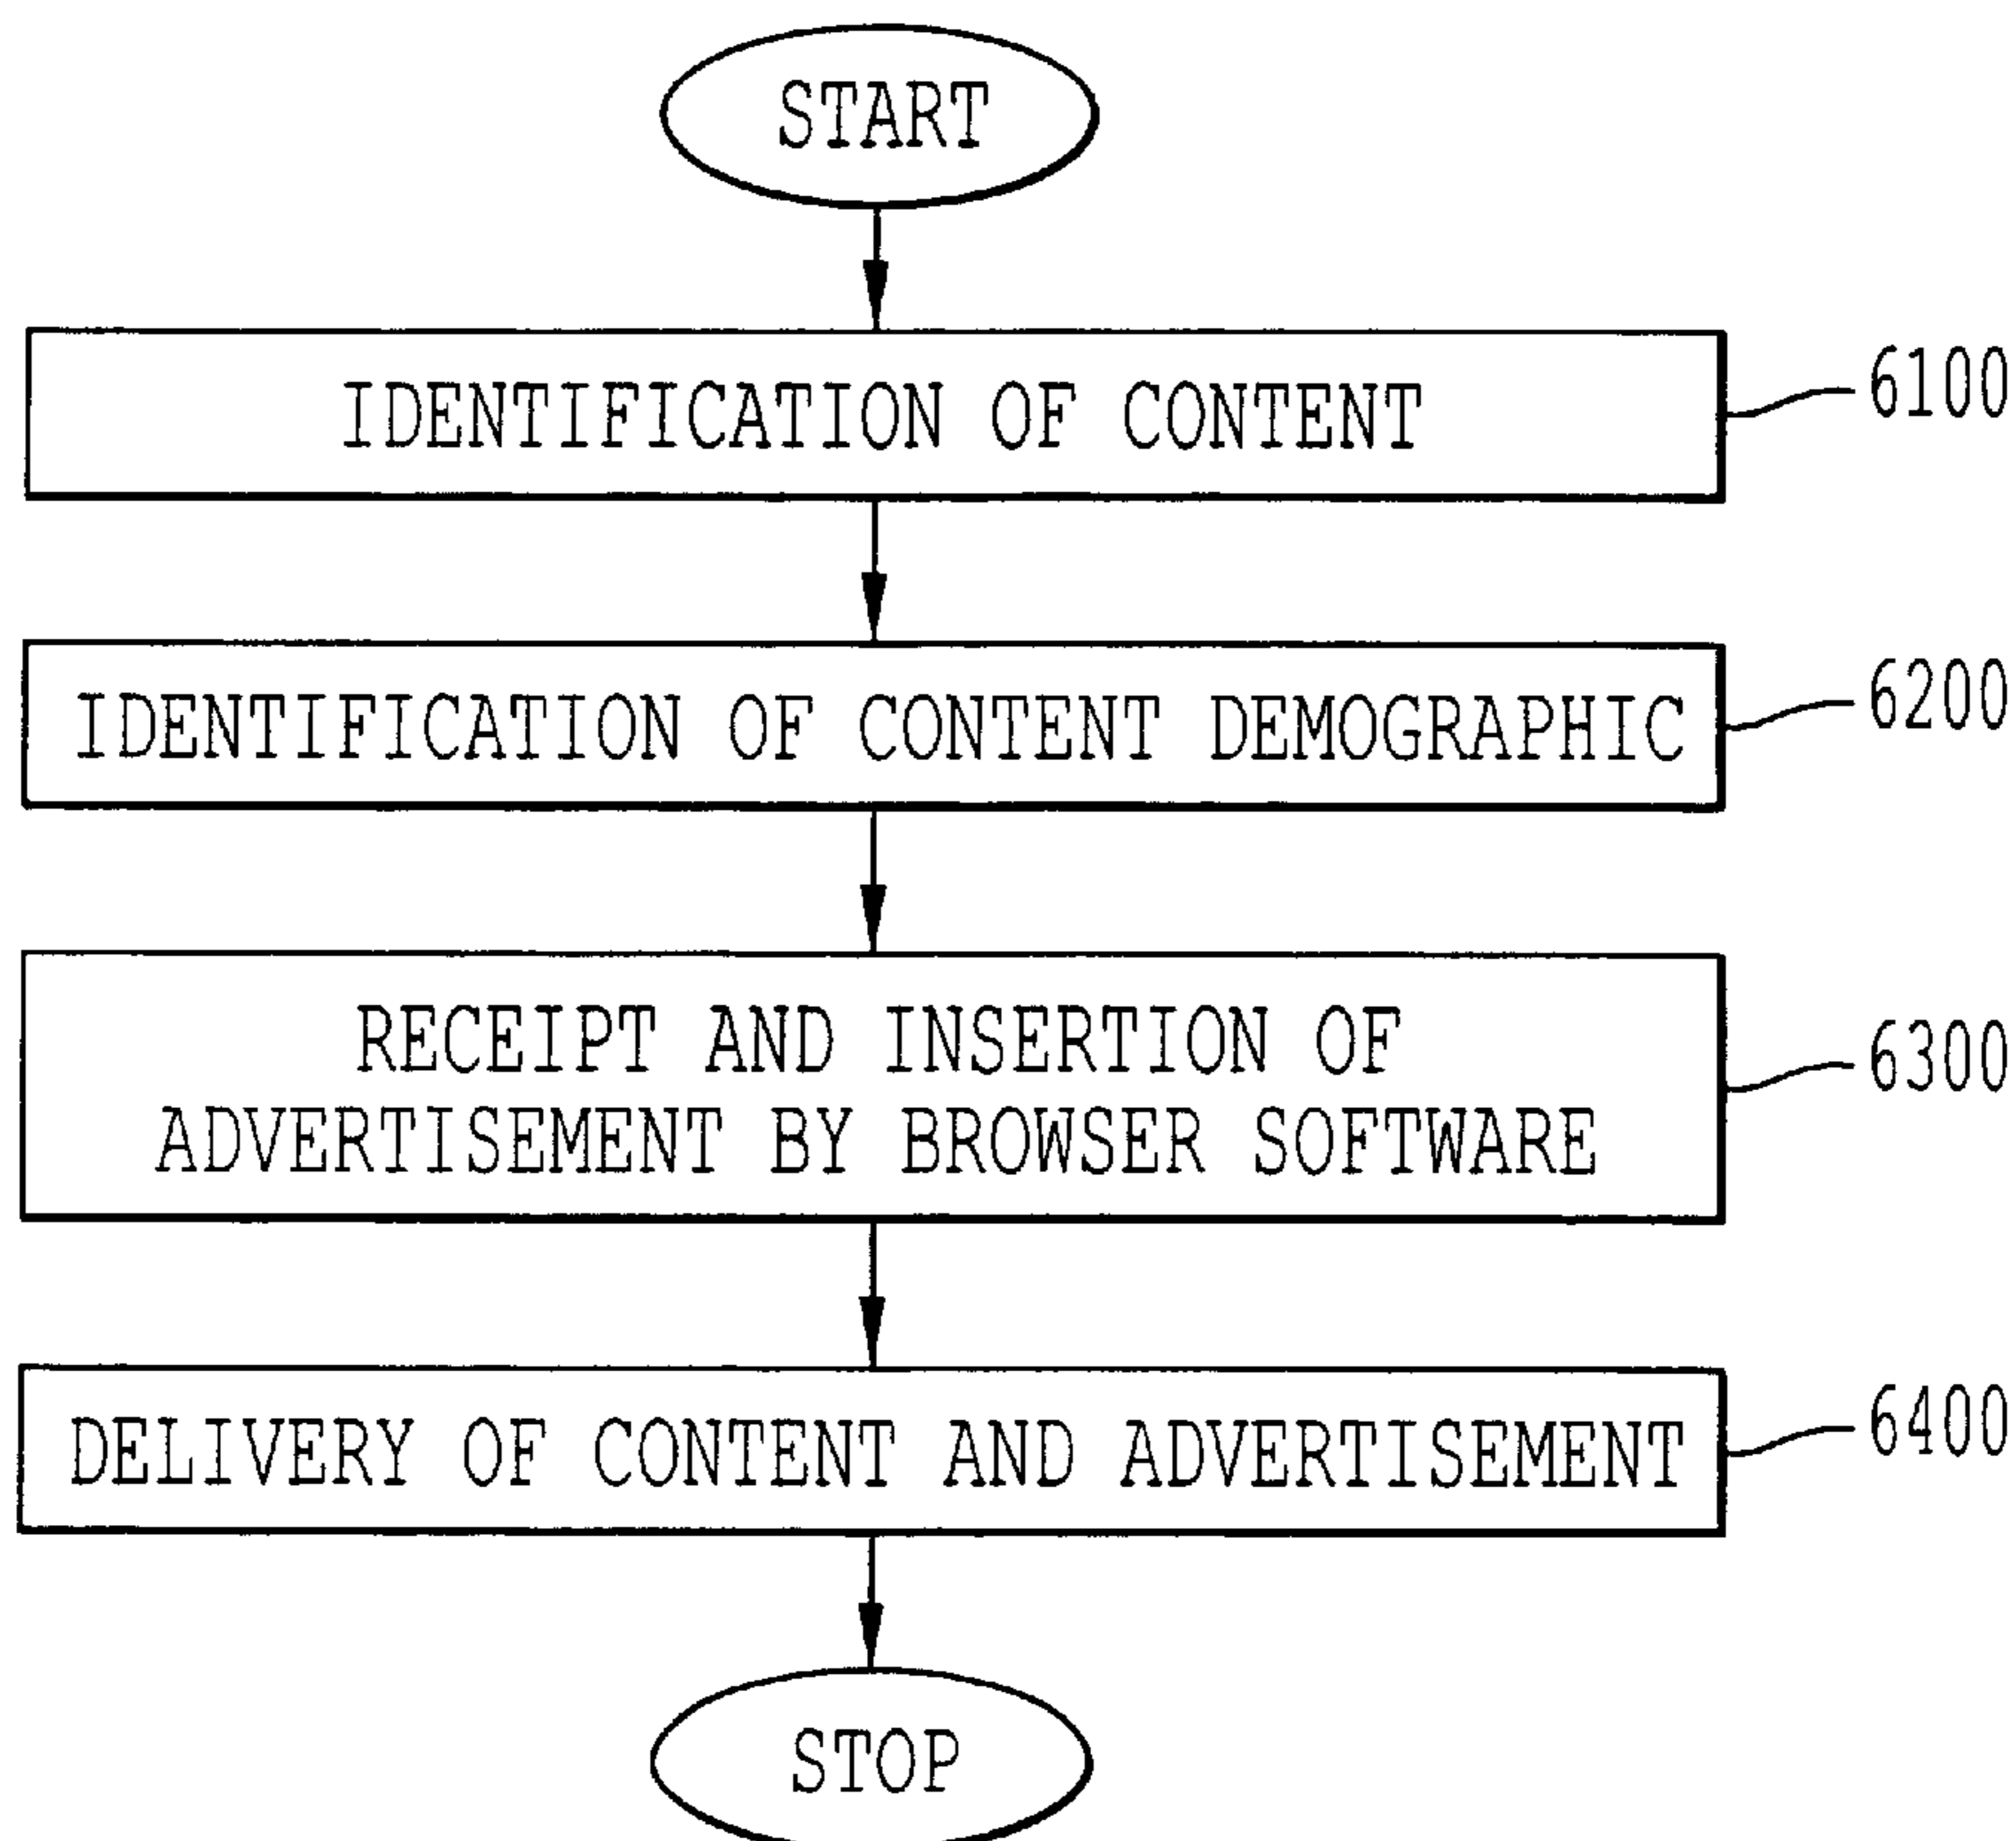 START
IDENTIFICATION OF CONTENT
6100
IDENTIFICATION OF CONTENT DEMOGRAPHIC
6200
RECEIPT AND INSERTION OF
ADVERTISEMENT BY BROWSER SOFTWARE
6300
DELIVERY OF CONTENT AND ADVERTISEMENT
6400
STOP